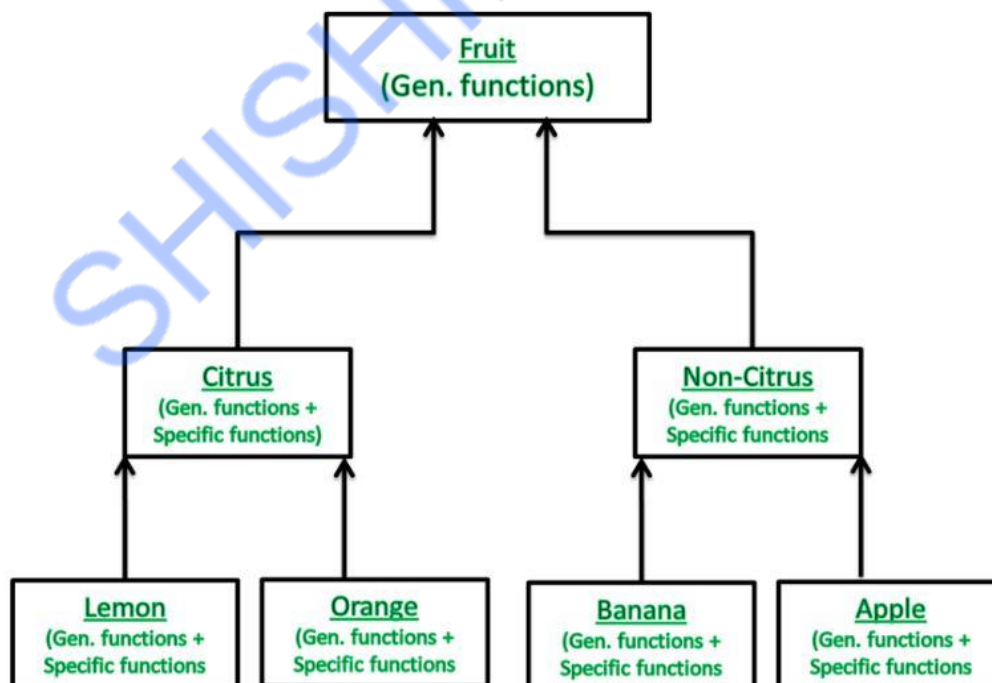 SHISHI
Fruit
(Gen. functions)
Citrus
(Gen. functions +
Specific functions)
Non-Citrus
(Gen. functions +
Specific functions
Lemon
(Gen. functions +
Specific functions
Orange
(Gen. functions +
Specific functions
Banana
(Gen. functions +
Specific functions
Apple
(Gen. functions +
Specific functions